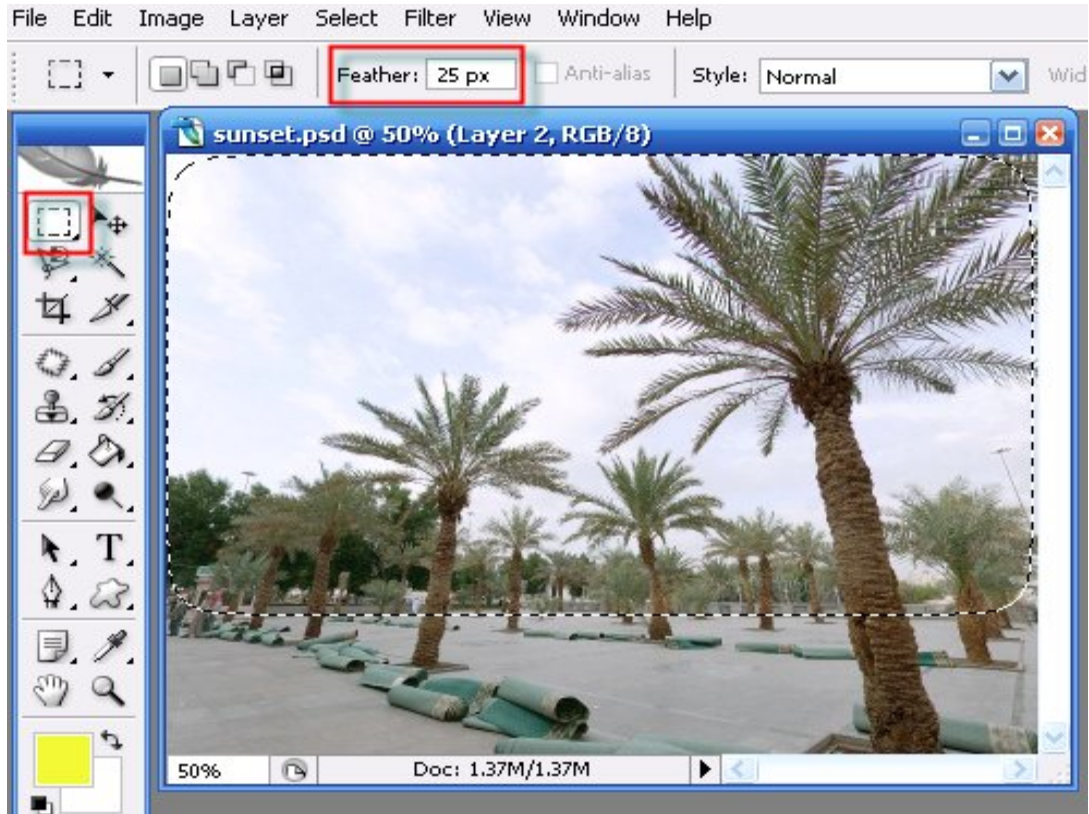 File Edit Image Layer Select Filter View Window Help
Feather: 25 px Anti-alias Style: Normal Wid
sunset.psd @ 50% (Layer 2, RGB/8)
T
50% Doc: 1.37M/1.37M